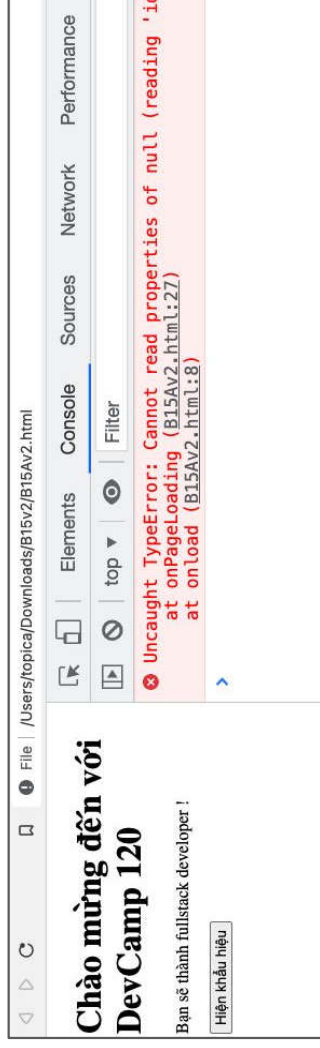 File /Users/topica/Downloads/B15v2/B15Av2.html
Chào mừng đến với
DevCamp 120
Bạn sẽ thành fullstack developer !
Hiện khẩu hiệu
Elements Console Sources Network Performance
top Filter
Uncaught TypeError: Cannot read properties of null (reading 'id
at onPageLoading (B15Av2.html:27)
at onload (B15Av2.html:8)